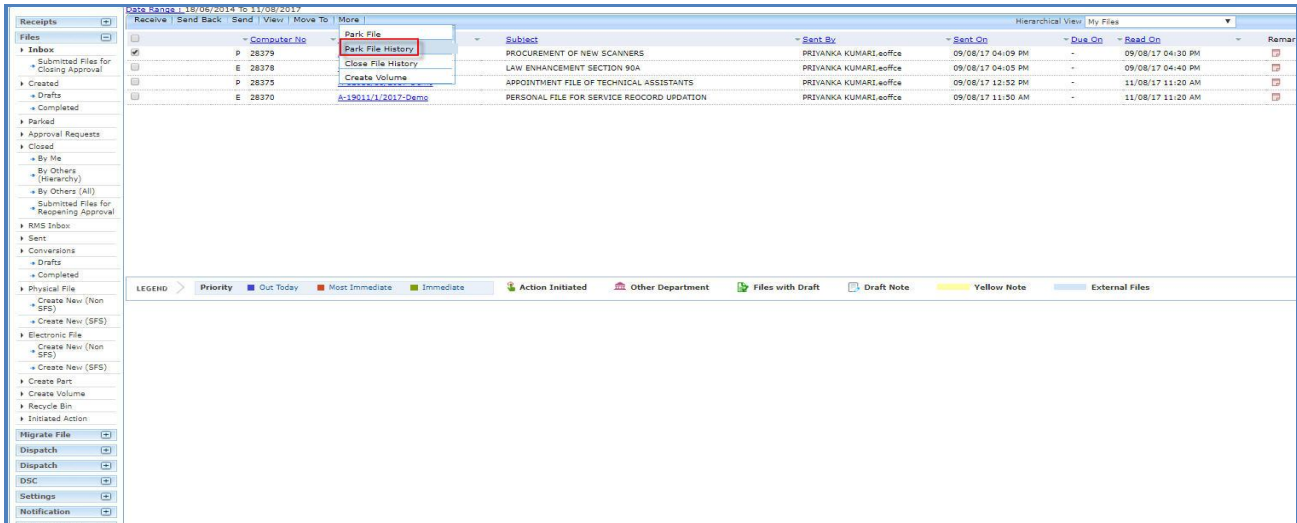 Date Range : 18/06/2014 To 11/08/2017
Receive | Send Back | Send | View | Move To | More |
Hierarchical View My Files
Park File
Park File History
Close File History
Create Volume
Computer No Subject Sent By Sent On Due On Read On Remar
P 28379 PROCUREMENT OF NEW SCANNERS PRIYANKA KUMARI,eoffce 09/08/17 04:09 PM - 09/08/17 04:30 PM
E 28378 LAW ENHANCEMENT SECTION 90A PRIYANKA KUMARI,eoffce 09/08/17 04:05 PM - 09/08/17 04:40 PM
P 28375 APPOINTMENT FILE OF TECHNICAL ASSISTANTS PRIYANKA KUMARI,eoffce 09/08/17 12:52 PM - 11/08/17 11:20 AM
E 28370 A-19011/1/2017-Demo PERSONAL FILE FOR SERVICE REOCORD UPDATION PRIYANKA KUMARI,eoffce 09/08/17 11:50 AM - 11/08/17 11:20 AM
LEGEND Priority Out Today Most Immediate Immediate Action Initiated Other Department Files with Draft Draft Note Yellow Note External Files
Receipts
Files
Inbox
Submitted Files for
Closing Approval
Created
Drafts
Completed
Parked
Approval Requests
Closed
By Me
By Others
(Hierarchy)
By Others (All)
Submitted Files for
Reopening Approval
RMS Inbox
Sent
Conversions
Drafts
Completed
Physical File
Create New (Non
SFS)
Create New (SFS)
Electronic File
Create New (Non
SFS)
Create New (SFS)
Create Part
Create Volume
Recycle Bin
Initiated Action
Migrate File
Dispatch
Dispatch
DSC
Settings
Notification